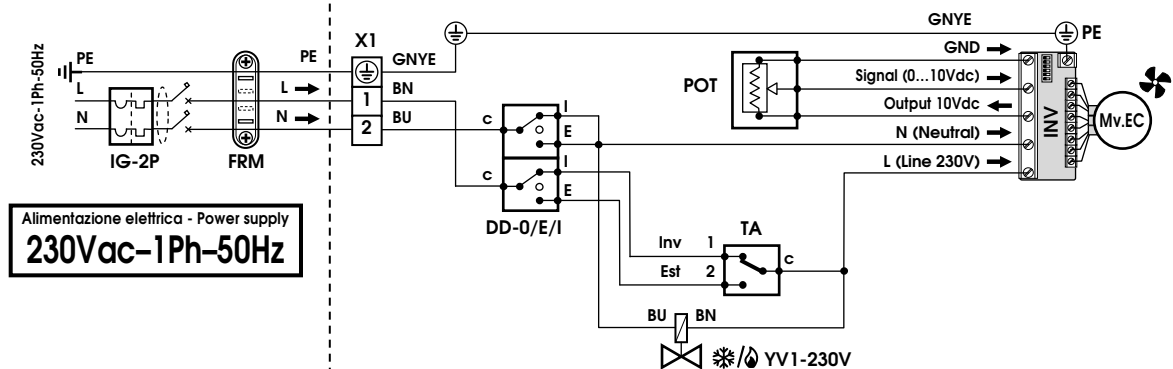 230Vac-1Ph-50Hz
PE
L
N
IG-2P
FRM
PE
L
N
X1
1
2
GNYE
BN
BU
GNYE
PE
GND
Signal (0...10Vdc)
Output 10Vdc
N (Neutral)
L (Line 230V)
POT
INV
Mv.EC
c
I
E
c
I
E
DD-0/E/I
TA
Inv 1
Est 2
c
BU BN
YV1-230V
Alimentazione elettrica - Power supply
230Vac–1Ph–50Hz